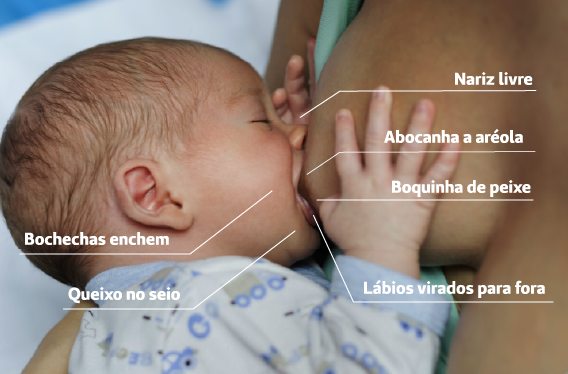 Nariz livre
Abocanha a aréola
Boquinha de peixe
Bochechas enchem
Queixo no seio
Lábios virados para fora